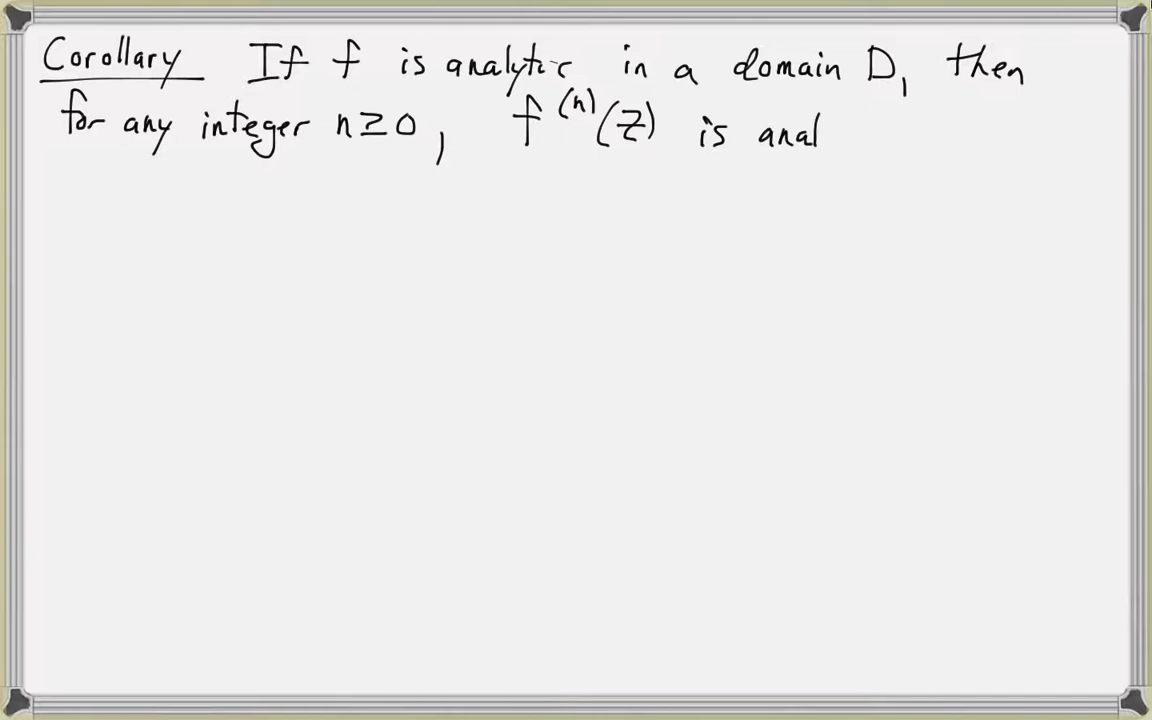 Corollary If f is analytic in a domain D, then
for any integer n ≥ 0, f^(n)(z) is anal